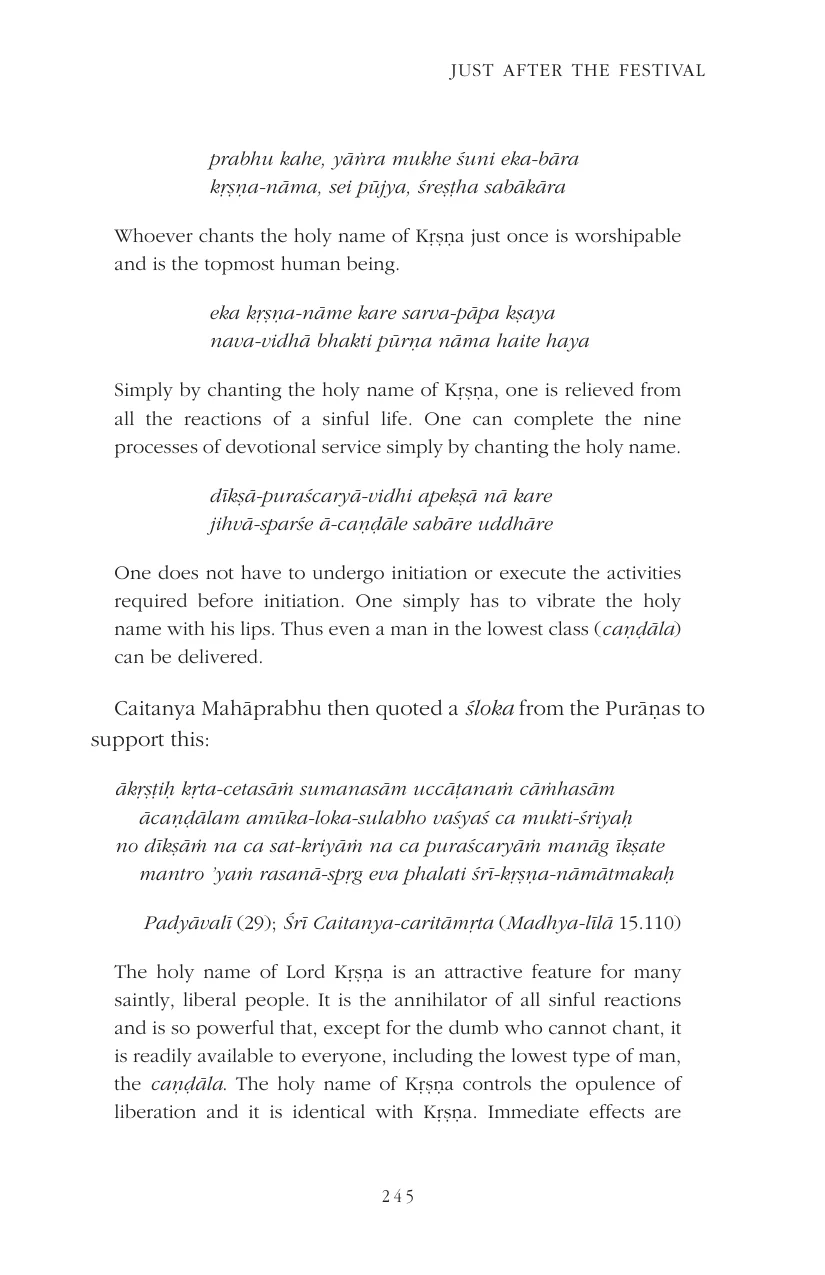 JUST AFTER THE FESTIVAL
prabhu kahe, yāṅra mukhe śuni eka-bāra
kṛṣṇa-nāma, sei pūjya, śreṣṭha sabākāra
Whoever chants the holy name of Kṛṣṇa just once is worshipable
and is the topmost human being.
eka kṛṣṇa-nāme kare sarva-pāpa kṣaya
nava-vidhā bhakti pūrṇa nāma haite haya
Simply by chanting the holy name of Kṛṣṇa, one is relieved from
all the reactions of a sinful life. One can complete the nine
processes of devotional service simply by chanting the holy name.
dīkṣā-puraścaryā-vidhi apekṣā nā kare
jihvā-sparśe ā-caṇḍāle sabāre uddhāre
One does not have to undergo initiation or execute the activities
required before initiation. One simply has to vibrate the holy
name with his lips. Thus even a man in the lowest class (caṇḍāla)
can be delivered.
Caitanya Mahāprabhu then quoted a śloka from the Purāṇas to
support this:
ākṛṣṭiḥ kṛta-cetasāṁ sumanasām uccāṭanaṁ cāṁhasām
ācaṇḍālam amūka-loka-sulabho vaśyaś ca mukti-śriyaḥ
no dīkṣāṁ na ca sat-kriyāṁ na ca puraścaryāṁ manāg īkṣate
mantro ’yaṁ rasanā-spṛg eva phalati śrī-kṛṣṇa-nāmātmakaḥ
Padyāvalī (29); Śrī Caitanya-caritāmṛta (Madhya-līlā 15.110)
The holy name of Lord Kṛṣṇa is an attractive feature for many
saintly, liberal people. It is the annihilator of all sinful reactions
and is so powerful that, except for the dumb who cannot chant, it
is readily available to everyone, including the lowest type of man,
the caṇḍāla. The holy name of Kṛṣṇa controls the opulence of
liberation and it is identical with Kṛṣṇa. Immediate effects are
245